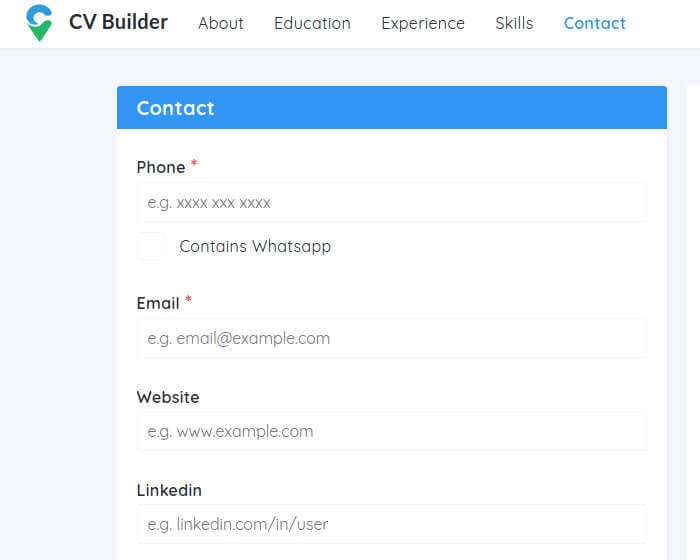 CV Builder About Education Experience Skills Contact
Contact
Phone *
e.g. xxxx xxx xxxx
Contains Whatsapp
Email *
e.g. email@example.com
Website
e.g. www.example.com
Linkedin
e.g. linkedin.com/in/user